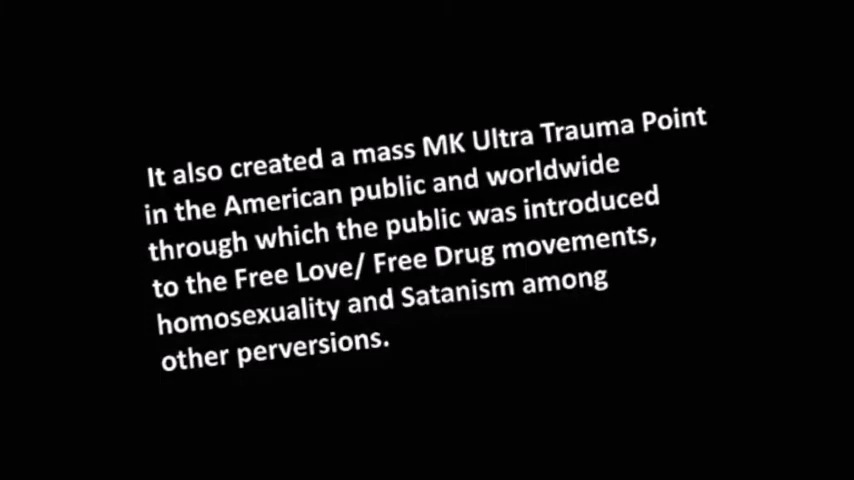 It also created a mass MK Ultra Trauma Point
in the American public and worldwide
through which the public was introduced
to the Free Love/ Free Drug movements,
homosexuality and Satanism among
other perversions.